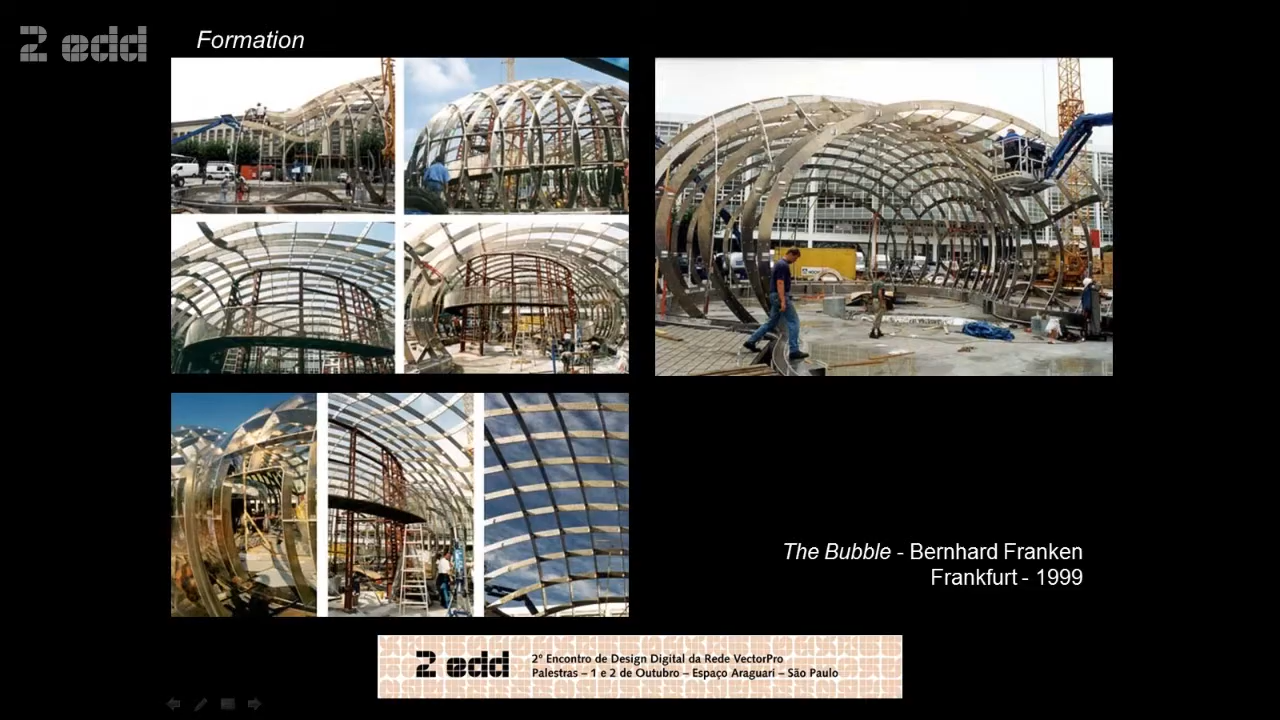 2 edd
Formation
The Bubble - Bernhard Franken
Frankfurt - 1999
2 edd
2º Encontro de Design Digital da Rede VectorPro
Palestras – 1 e 2 de Outubro – Espaço Araguari – São Paulo